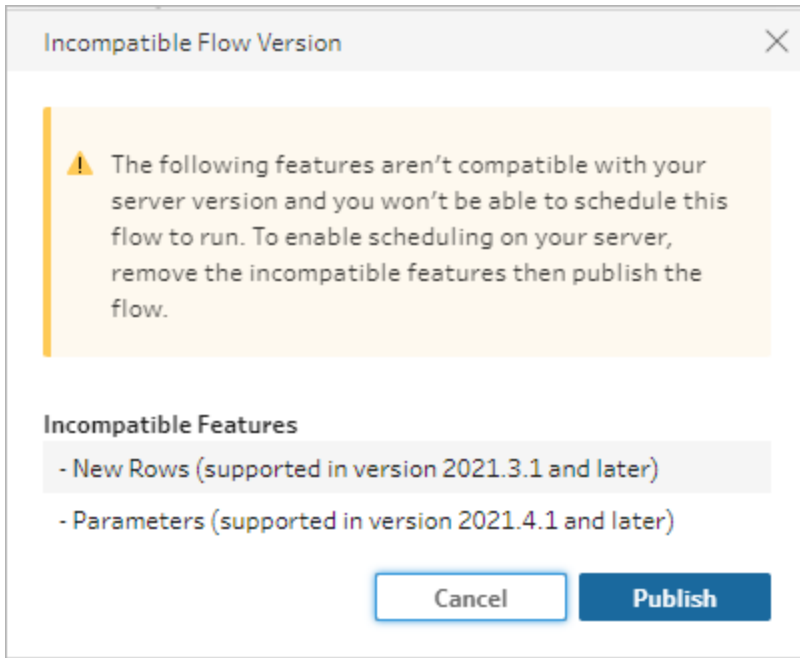 Incompatible Flow Version
The following features aren't compatible with your
server version and you won't be able to schedule this
flow to run. To enable scheduling on your server,
remove the incompatible features then publish the
flow.
Incompatible Features
- New Rows (supported in version 2021.3.1 and later)
- Parameters (supported in version 2021.4.1 and later)
Cancel Publish